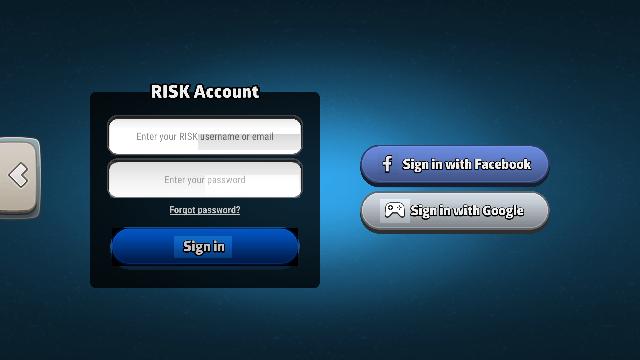 RISK Account
Enter your RISK username or email
Enter your password
Forgot password?
Sign in
Sign in with Facebook
Sign in with Google